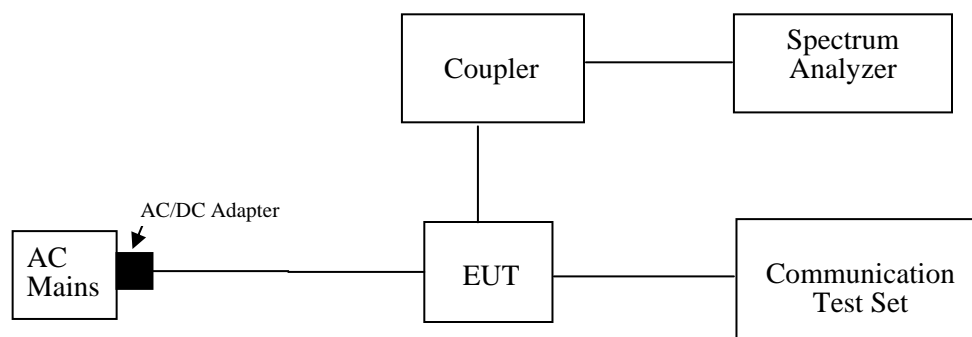 Coupler
Spectrum
Analyzer
AC/DC Adapter
AC
Mains
EUT
Communication
Test Set